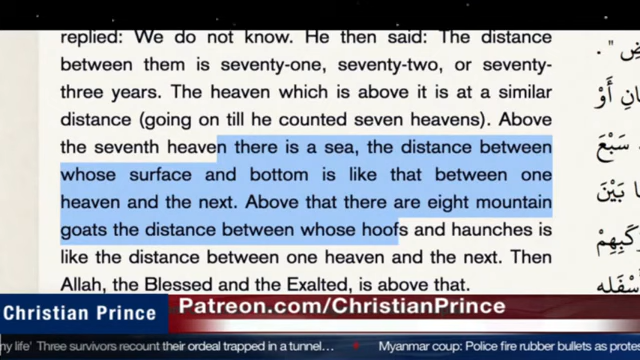 replied: We do not know. He then said: The distance
between them is seventy-one, seventy-two, or seventy-
three years. The heaven which is above it is at a similar
distance (going on till he counted seven heavens). Above
the seventh heaven there is a sea, the distance between
whose surface and bottom is like that between one
heaven and the next. Above that there are eight mountain
goats the distance between whose hoofs and haunches is
like the distance between one heaven and the next. Then
Allah, the Blessed and the Exalted, is above that.
أَوْ
سَبْعَ
بَيْنَ
أَسْفَلِهِ
Christian Prince
Patreon.com/ChristianPrince
ny life' Three survivors recount their ordeal trapped in a tunnel...
Myanmar coup: Police fire rubber bullets as protes